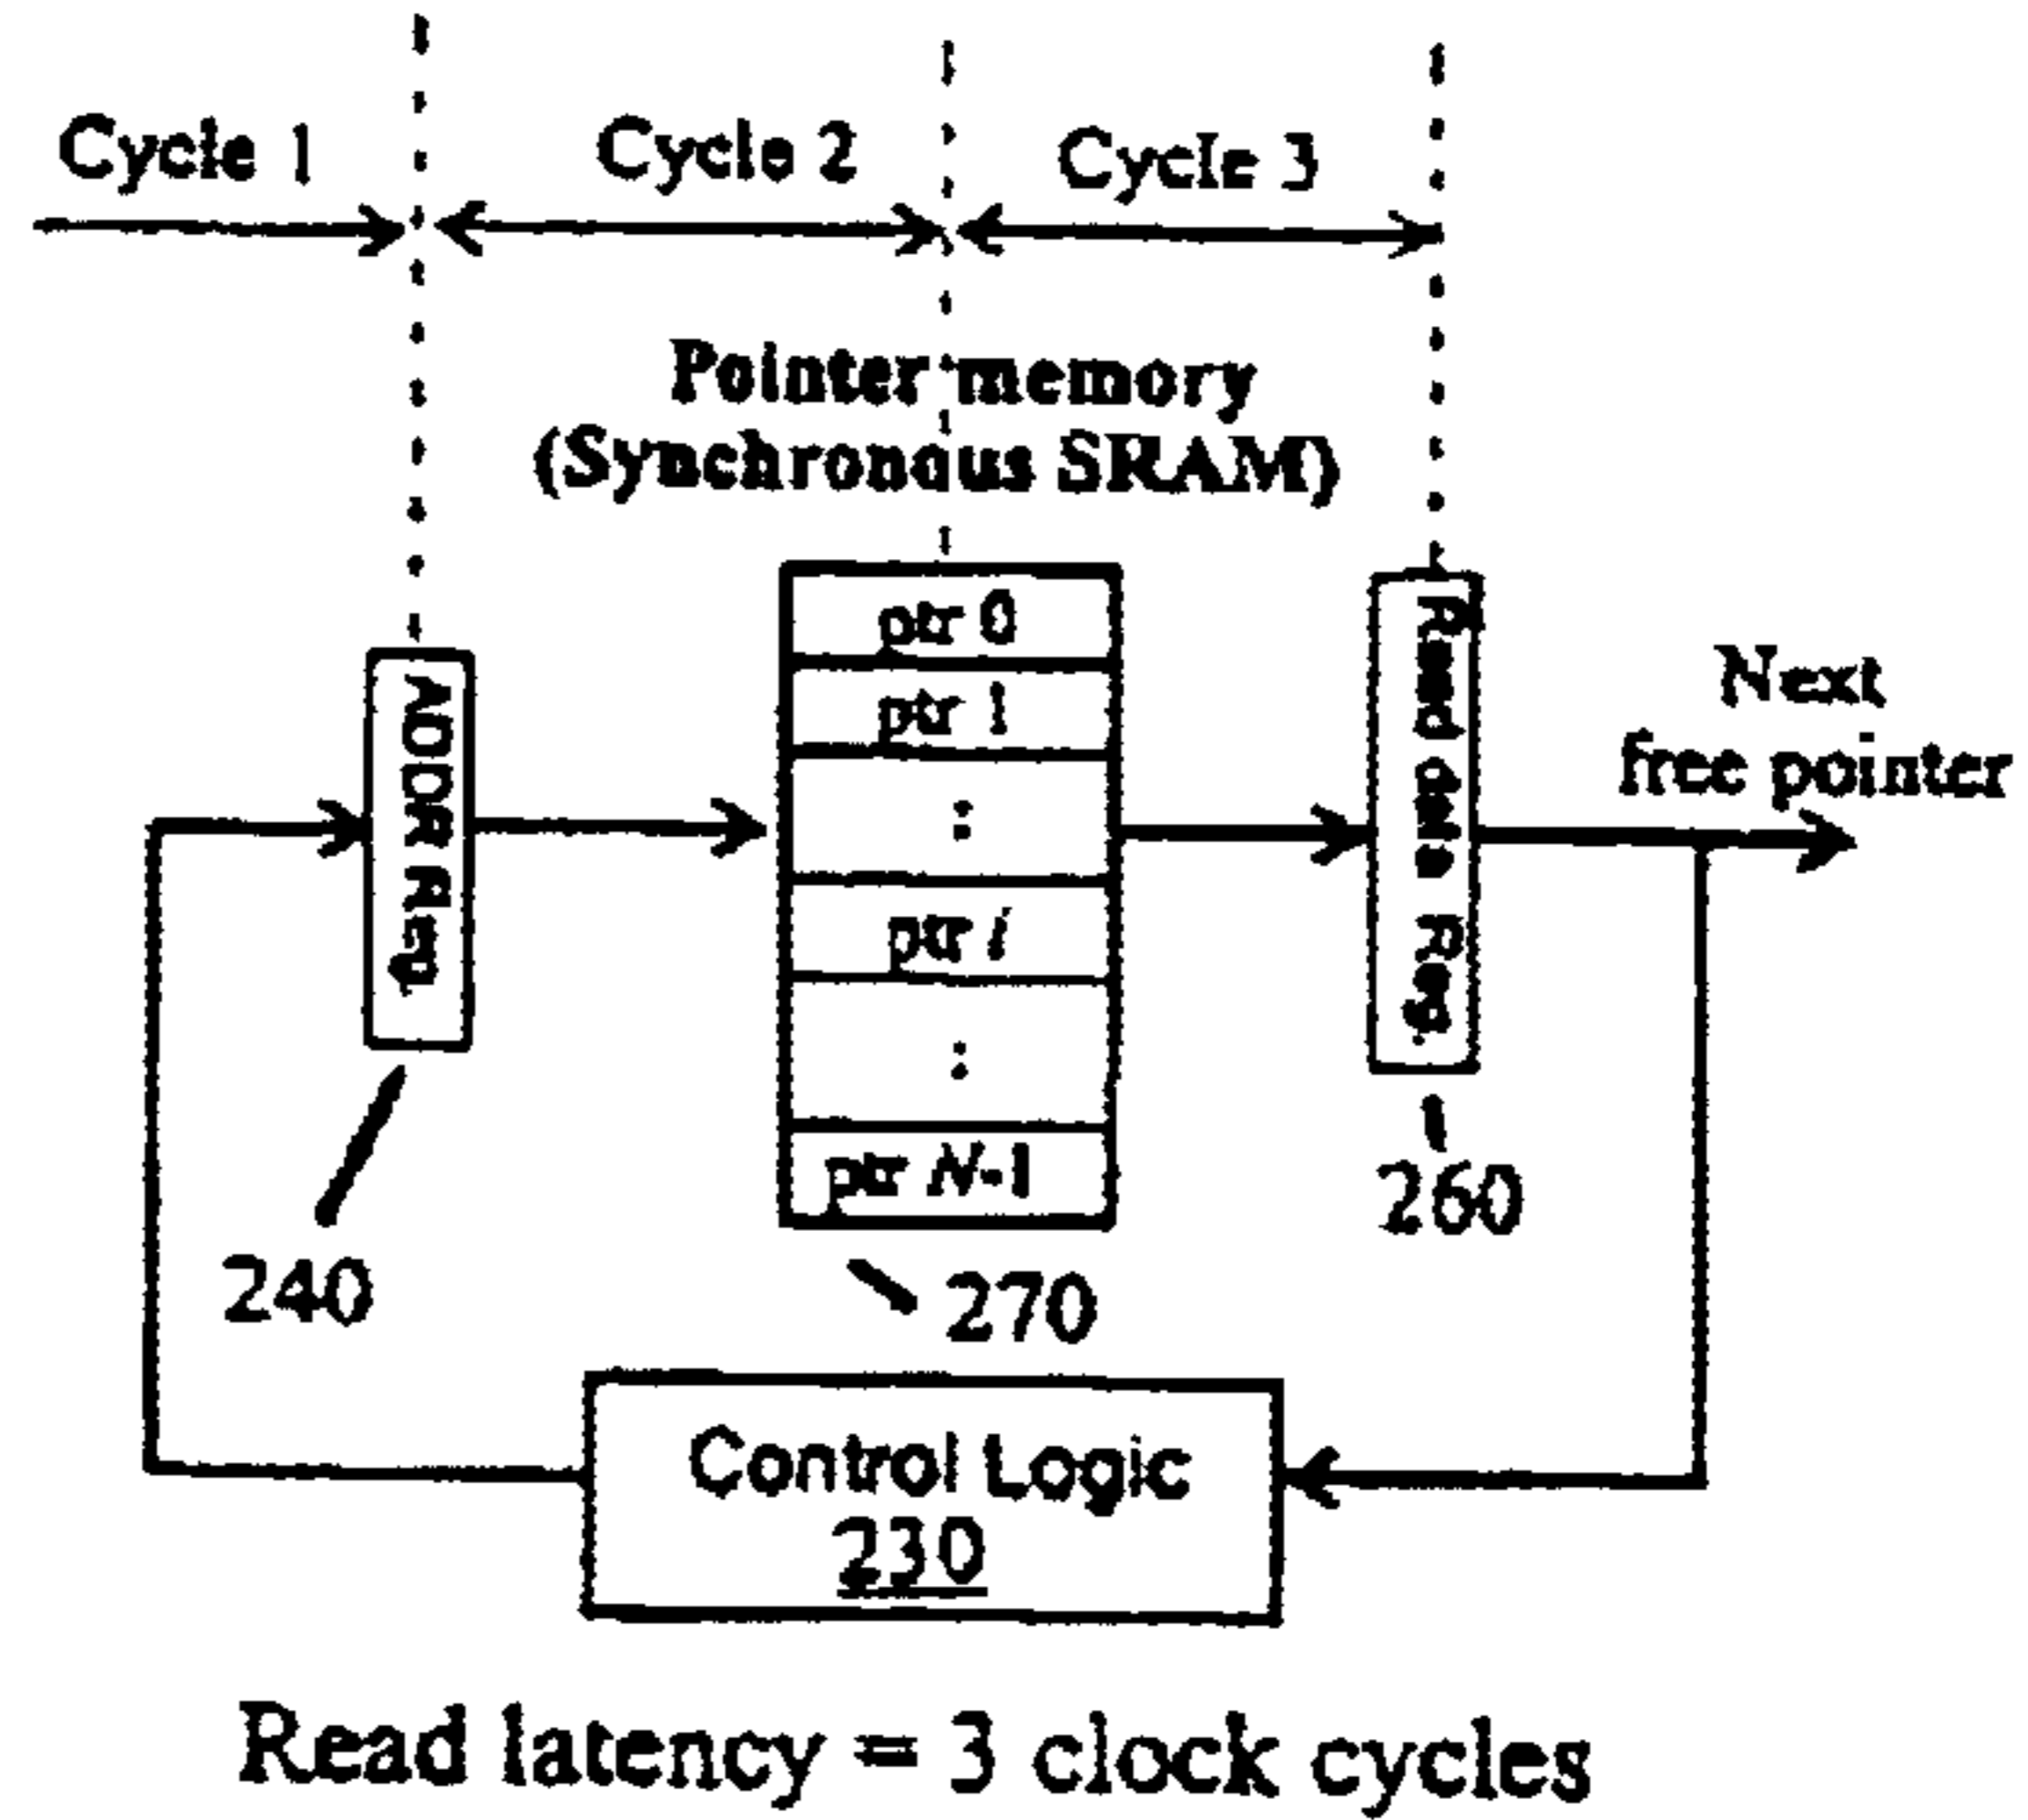 Cycle 1
Cycle 2
Cycle 3
Pointer memory
(Synchronous SRAM)
ADDR Reg
ptr 0
ptr 1
:
ptr i
:
ptr N-1
Read data Reg.
Next
free pointer
240
270
260
Control Logic
230
Read latency = 3 clock cycles